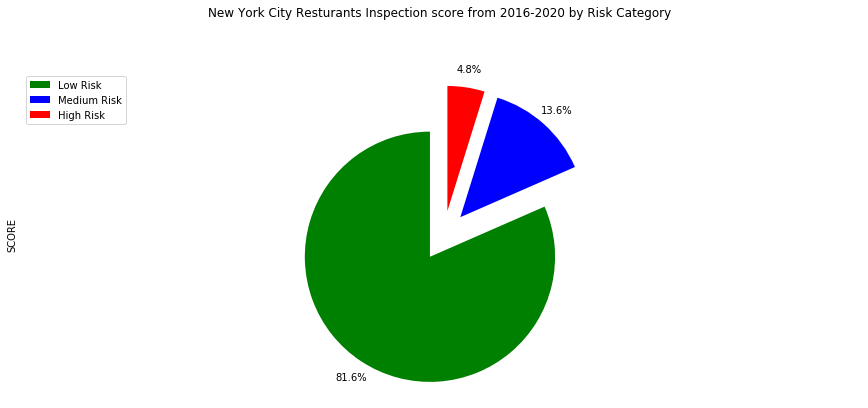 New York City Resturants Inspection score from 2016-2020 by Risk Category
Low Risk
Medium Risk
High Risk
4.8%
13.6%
SCORE
81.6%